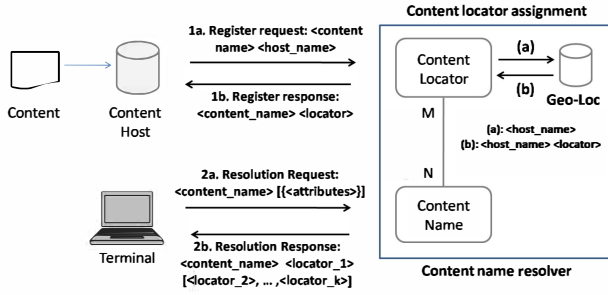 Content locator assignment
1a. Register request: <content
name> <host_name>
1b. Register response:
<content_name> <locator>
Content
Content
Host
Content
Locator
(a)
(b)
Geo-Loc
M
(a): <host_name>
(b): <host_name> <locator>
N
Content
Name
2a. Resolution Request:
<content_name> [{<attributes>}]
2b. Resolution Response:
<content_name> <locator_1>
[<locator_2>, ... ,<locator_k>]
Terminal
Content name resolver